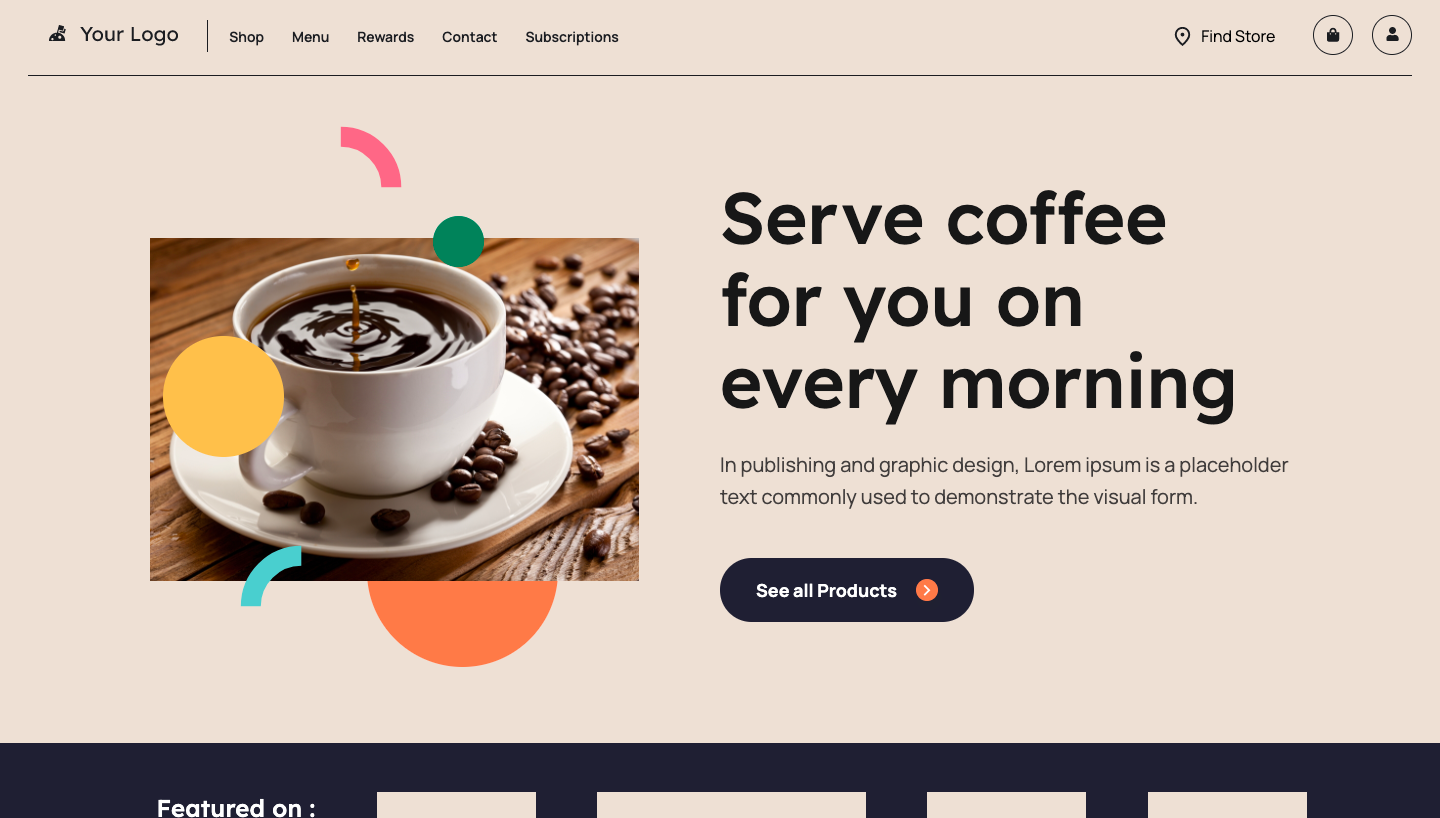 Your Logo
Shop
Menu
Rewards
Contact
Subscriptions
Find Store
Serve coffee
for you on
every morning
In publishing and graphic design, Lorem ipsum is a placeholder
text commonly used to demonstrate the visual form.
See all Products
Featured on :